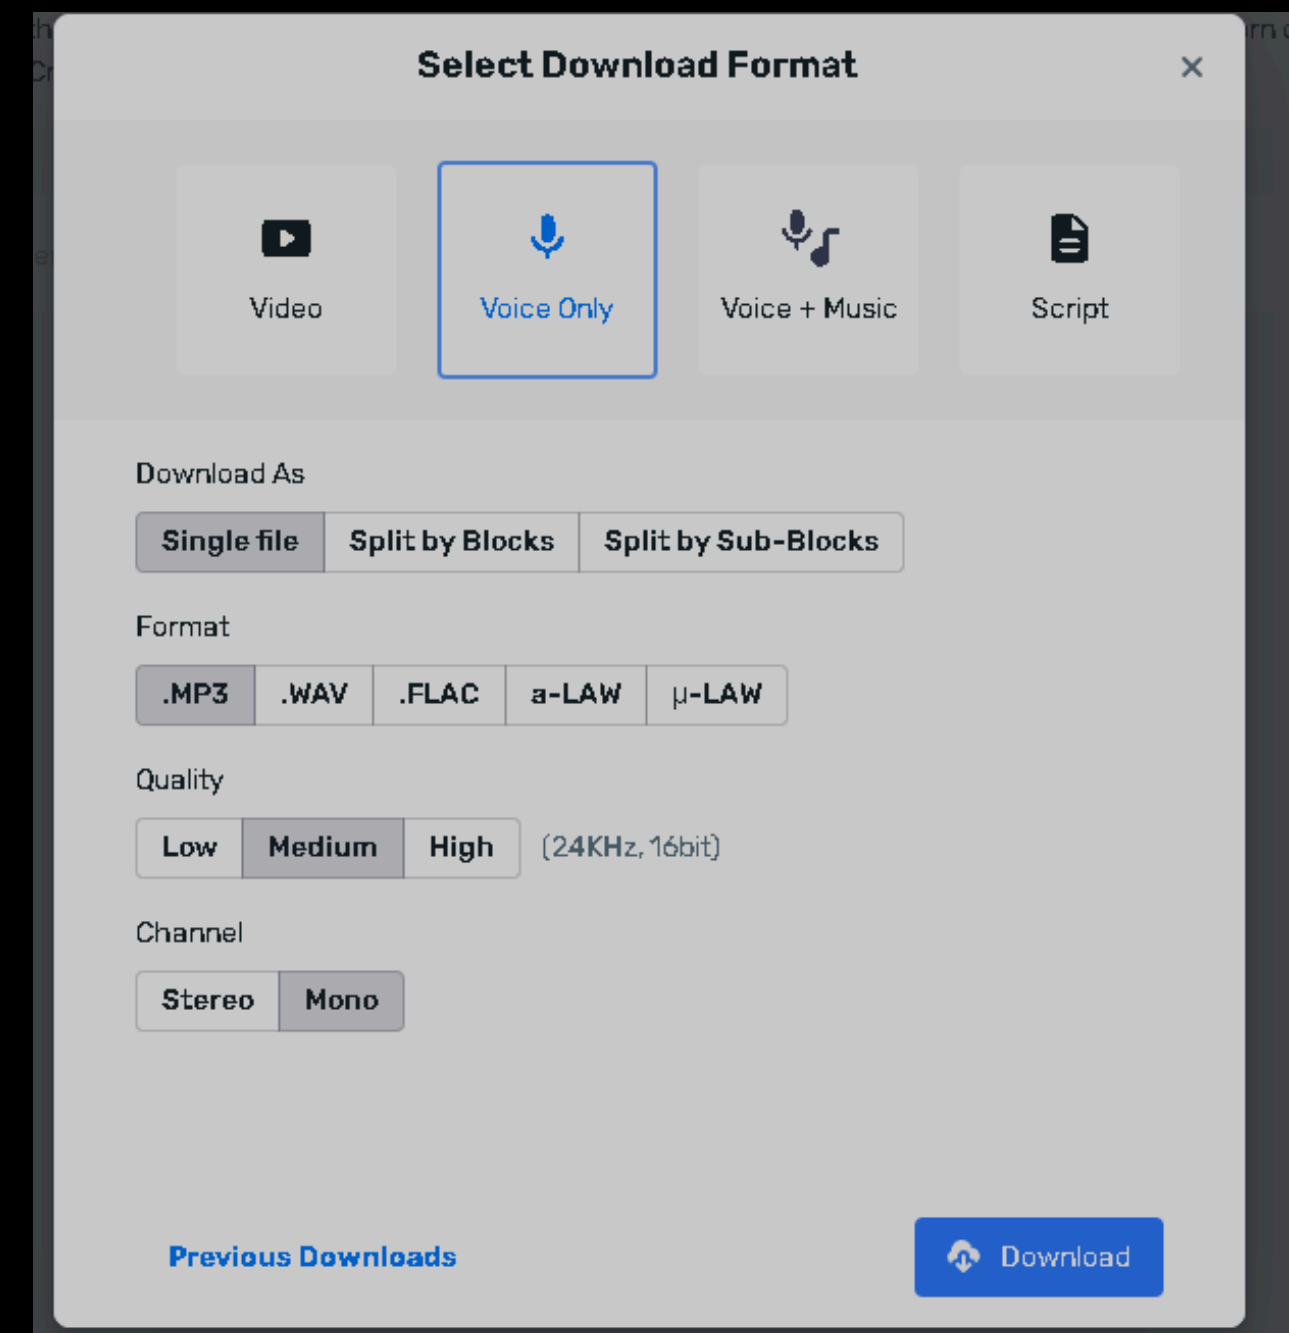 Select Download Format
Video
Voice Only
Voice + Music
Script
Download As
Single file
Split by Blocks
Split by Sub-Blocks
Format
.MP3
.WAV
.FLAC
a-LAW
μ-LAW
Quality
Low
Medium
High
(24KHz, 16bit)
Channel
Stereo
Mono
Previous Downloads
Download